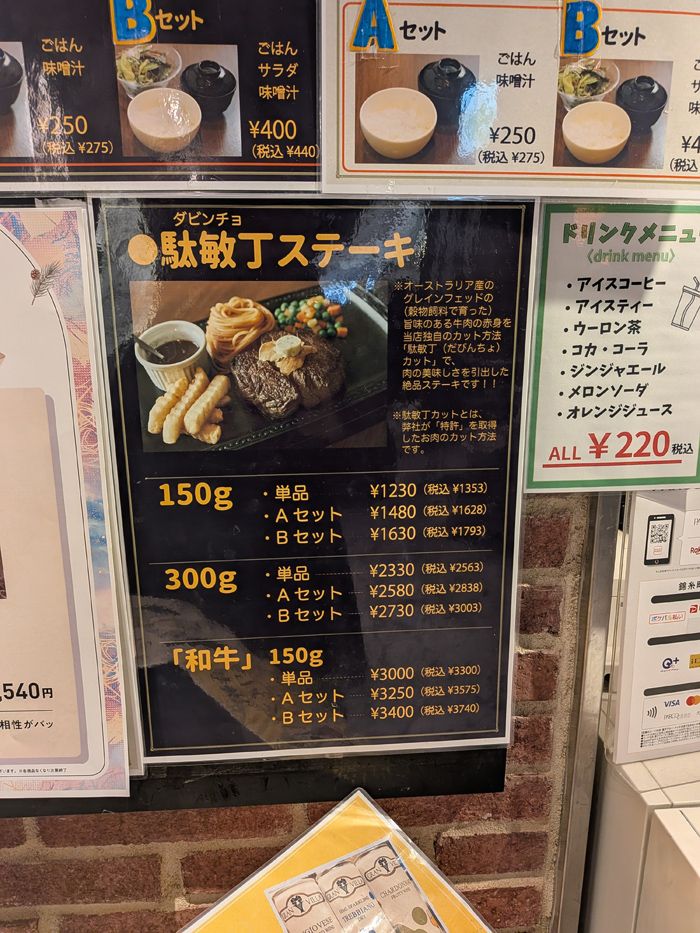 Bセット
ごはん
味噌汁
¥250
(税込 ¥275)
ごはん
サラダ
味噌汁
¥400
(税込 ¥440)
Aセット
ごはん
味噌汁
¥250
(税込 ¥275)
Bセット
味噌汁
ダビンチョ
●駄敏丁ステーキ
※オーストラリア産の
グレインフェッドの
(穀物飼料で育った)
旨味のある牛肉の赤身を
当店独自のカット方法
「駄敏丁(だびんちょ)
カット」で、
肉の美味しさを引出した
絶品ステーキです!!
※駄敏丁カットとは、
弊社が「特許」を取得
したお肉のカット方法
です。
150g ・単品 ¥1230 (税込 ¥1353)
・Aセット ¥1480 (税込 ¥1628)
・Bセット ¥1630 (税込 ¥1793)
300g ・単品 ¥2330 (税込 ¥2563)
・Aセット ¥2580 (税込 ¥2838)
・Bセット ¥2730 (税込 ¥3003)
「和牛」 150g
・単品 ¥3000 (税込 ¥3300)
・Aセット ¥3250 (税込 ¥3575)
・Bセット ¥3400 (税込 ¥3740)
ドリンクメニュー
〈drink menu〉
・アイスコーヒー
・アイスティー
・ウーロン茶
・コカ・コーラ
・ジンジャエール
・メロンソーダ
・オレンジジュース
ALL ¥220 税込
,540円
相性がバッ
錦糸
VISA
GRAN VILLA
TREBBIANO
CHARDONNAY